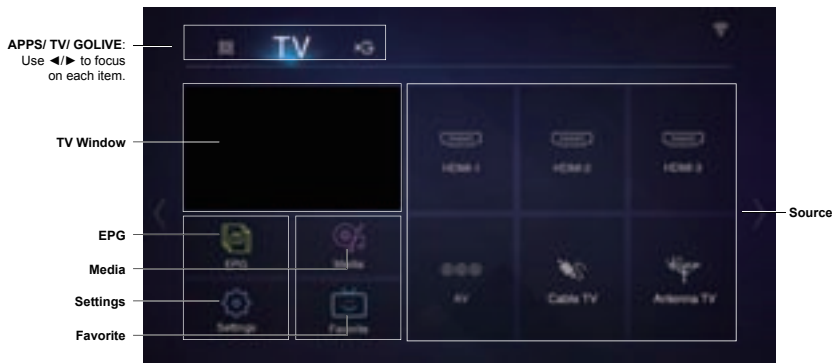 APPS/ TV/ GOLIVE:
Use ◄/► to focus
on each item.
TV
TV Window
HDMI 1
HDMI 2
HDMI 3
Source
EPG
Media
Settings
Favorite
EPG
Media
Settings
Favorite
AV
Cable TV
Antenna TV